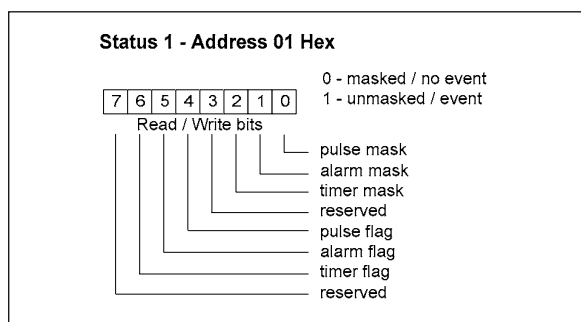 Status 1 - Address 01 Hex
0 - masked / no event
1 - unmasked / event
7 6 5 4 3 2 1 0
Read / Write bits
pulse mask
alarm mask
timer mask
reserved
pulse flag
alarm flag
timer flag
reserved